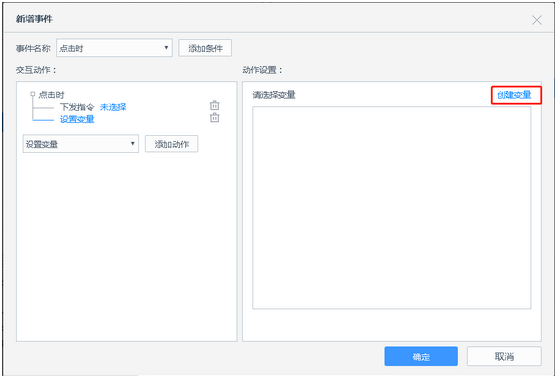 新增事件
事件名称 点击时 添加条件
交互动作： 动作设置：
点击时
下发指令 未选择
设置变量
设置变量 添加动作
请选择变量 创建变量
确定 取消